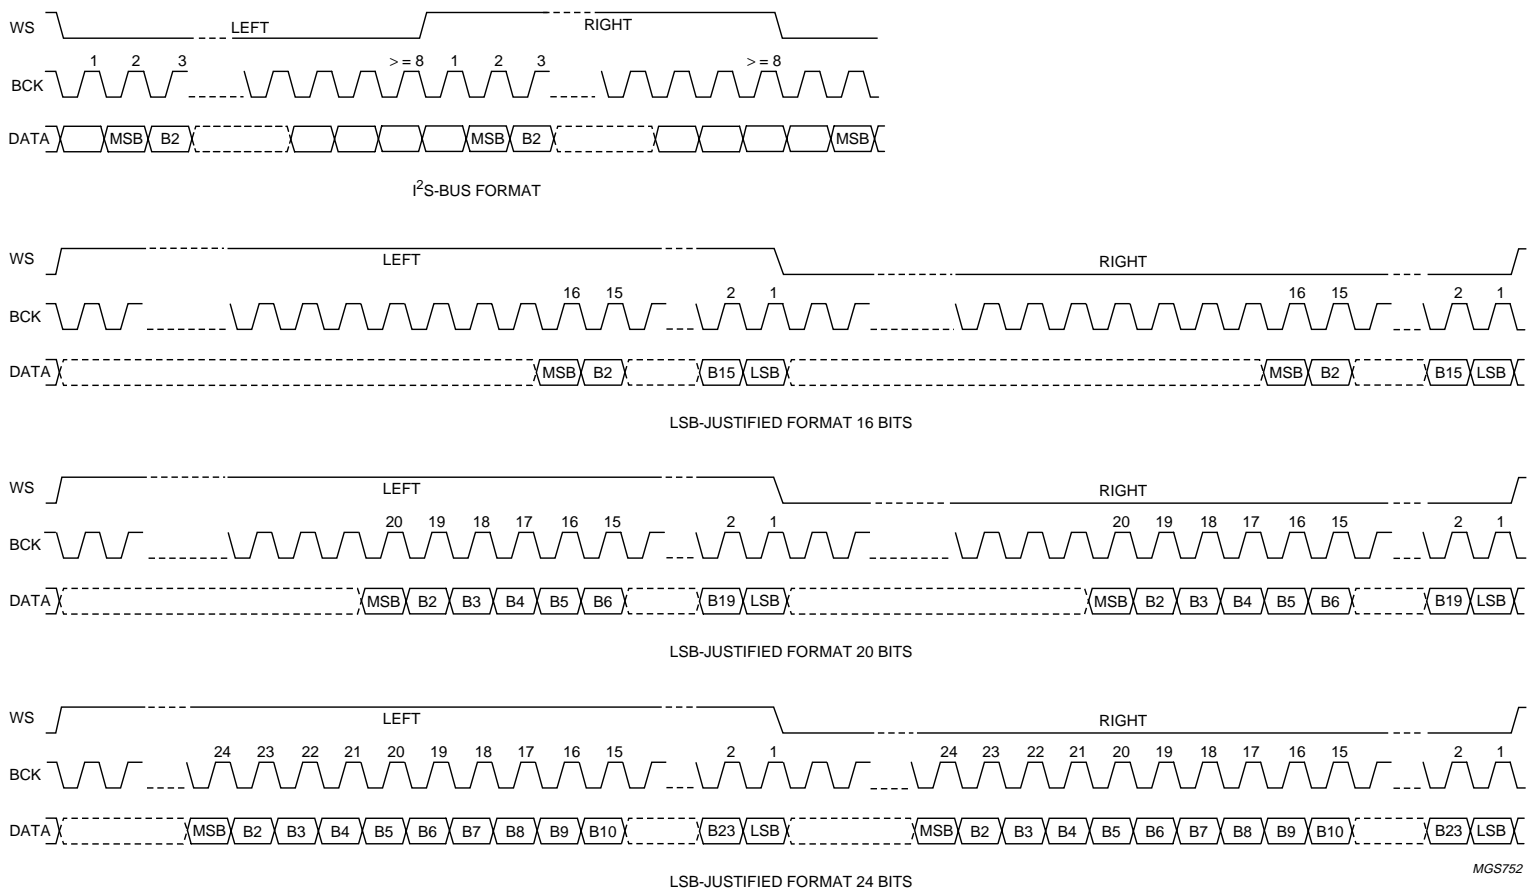 WS LEFT RIGHT
1 2 3 > = 8 1 2 3 > = 8
BCK
DATA MSB B2 MSB B2 MSB
I2S-BUS FORMAT
WS LEFT RIGHT
16 15 2 1 16 15 2 1
BCK
DATA MSB B2 B15 LSB MSB B2 B15 LSB
LSB-JUSTIFIED FORMAT 16 BITS
WS LEFT RIGHT
20 19 18 17 16 15 2 1 20 19 18 17 16 15 2 1
BCK
DATA MSB B2 B3 B4 B5 B6 B19 LSB MSB B2 B3 B4 B5 B6 B19 LSB
LSB-JUSTIFIED FORMAT 20 BITS
WS LEFT RIGHT
24 23 22 21 20 19 18 17 16 15 2 1 24 23 22 21 20 19 18 17 16 15 2 1
BCK
DATA MSB B2 B3 B4 B5 B6 B7 B8 B9 B10 B23 LSB MSB B2 B3 B4 B5 B6 B7 B8 B9 B10 B23 LSB
MGS752
LSB-JUSTIFIED FORMAT 24 BITS